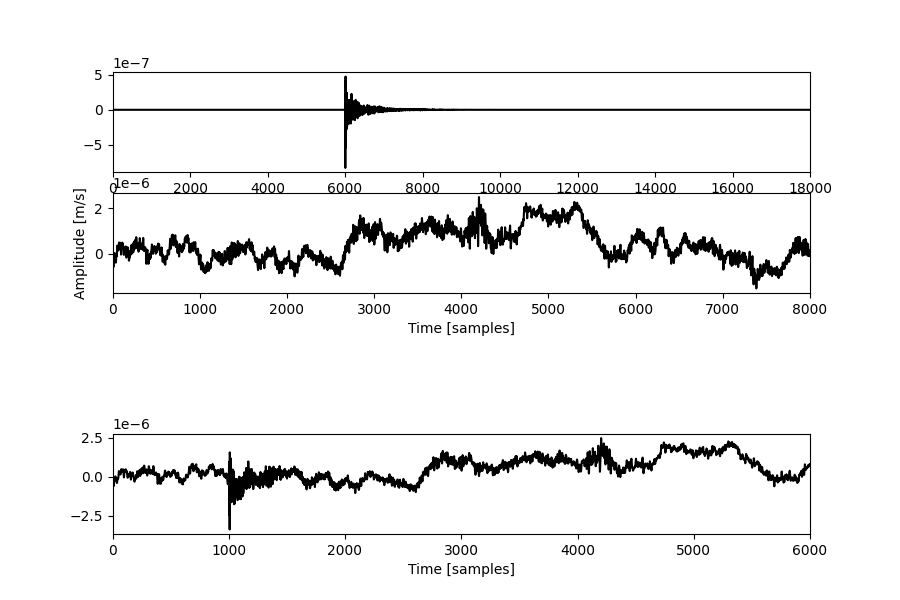 1e−7
5
0
−5
0 2000 4000 6000 8000 10000 12000 14000 16000 18000
1e−6
Amplitude [m/s]
2
0
0 1000 2000 3000 4000 5000 6000 7000 8000
Time [samples]
1e−6
2.5
0.0
−2.5
0 1000 2000 3000 4000 5000 6000
Time [samples]